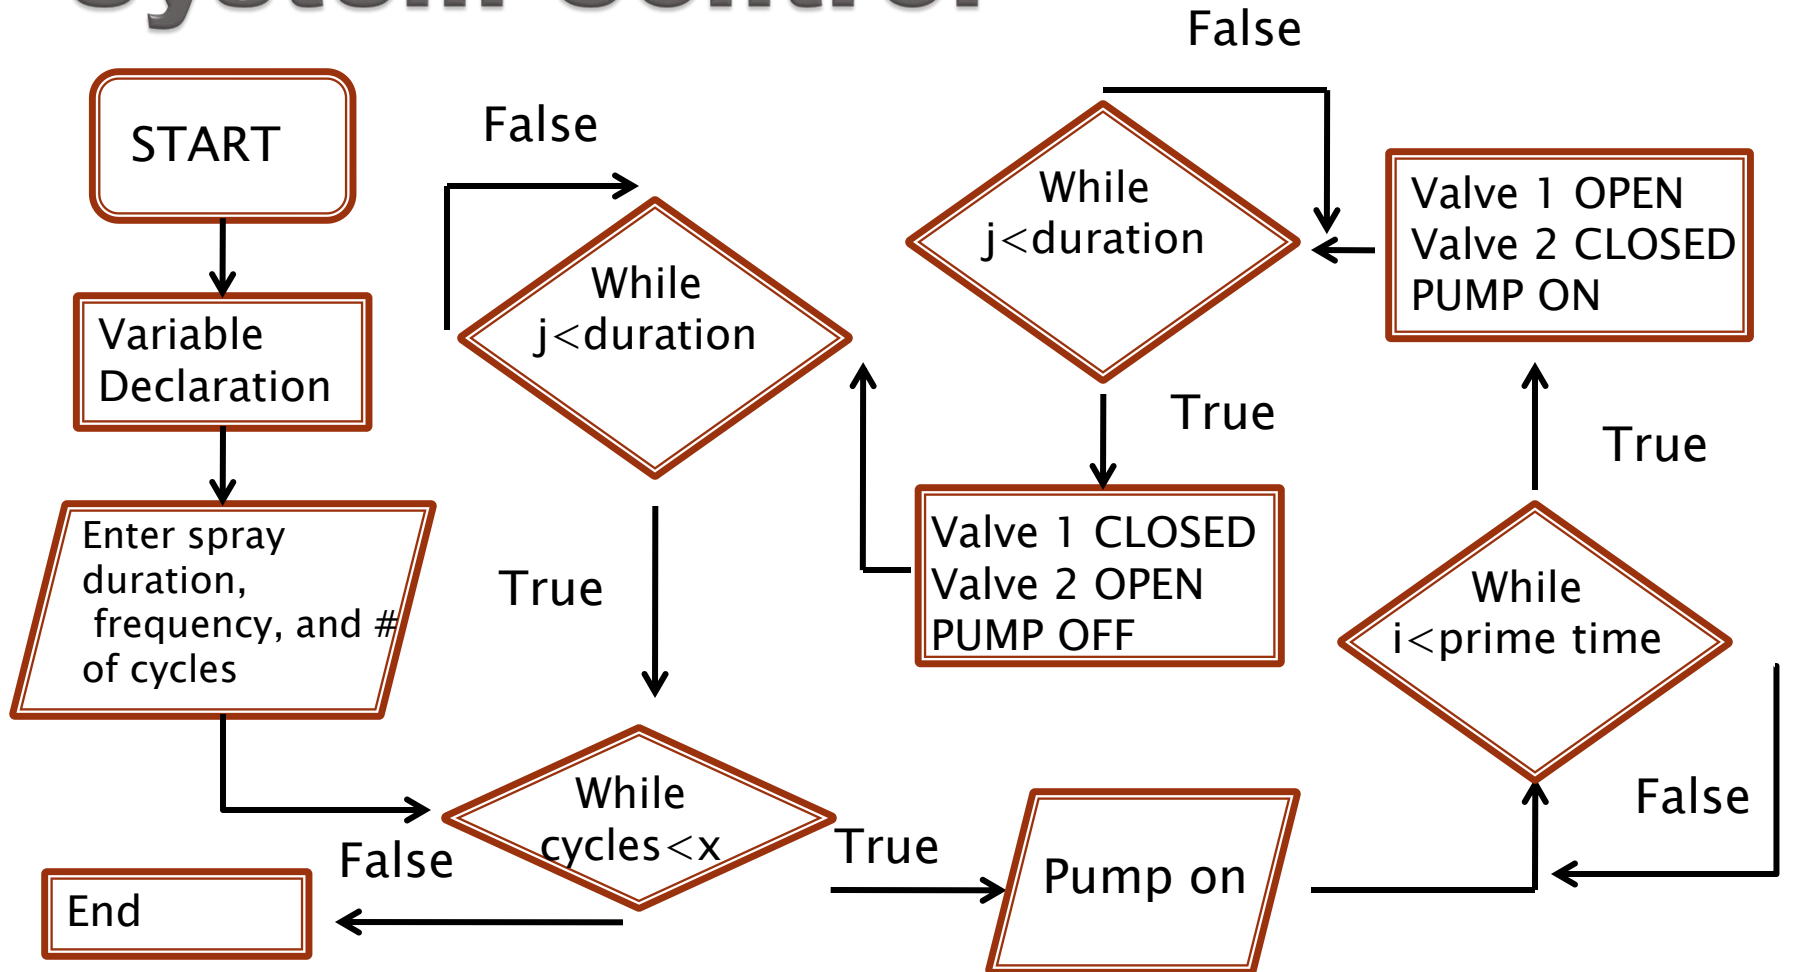 System Control
START
Variable
Declaration
Enter spray
duration,
frequency, and #
of cycles
End
False
While
j<duration
True
While
cycles<x
False
True
Pump on
While
i<prime time
False
True
Valve 1 OPEN
Valve 2 CLOSED
PUMP ON
False
While
j<duration
True
Valve 1 CLOSED
Valve 2 OPEN
PUMP OFF